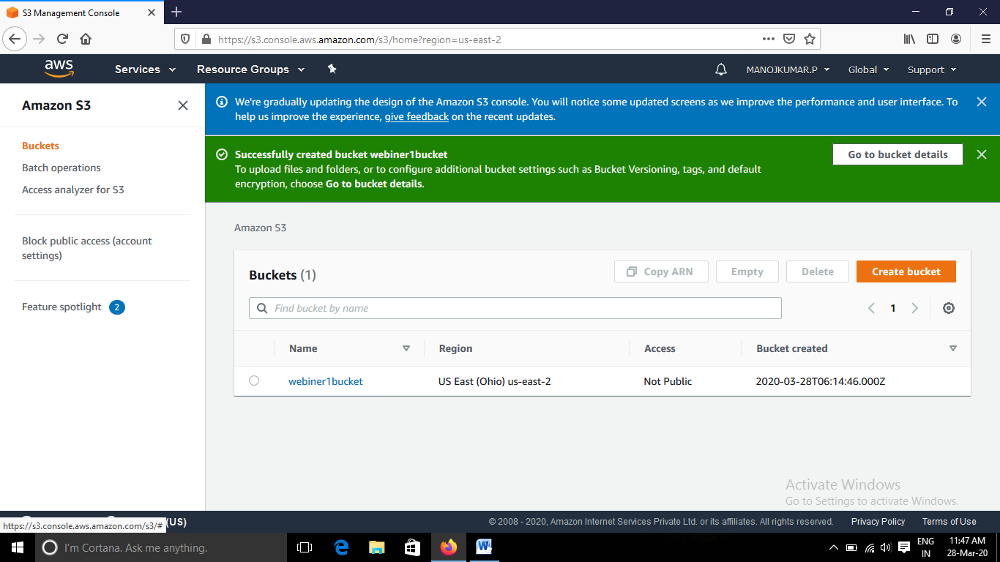 S3 Management Console
https://s3.console.aws.amazon.com/s3/home?region=us-east-2
aws
Services
Resource Groups
MANOJKUMAR.P
Global
Support
Amazon S3
Buckets
Batch operations
Access analyzer for S3
Block public access (account
settings)
Feature spotlight
2
We're gradually updating the design of the Amazon S3 console. You will notice some updated screens as we improve the performance and user interface. To
help us improve the experience, give feedback on the recent updates.
Successfully created bucket webiner1bucket
To upload files and folders, or to configure additional bucket settings such as Bucket Versioning, tags, and default
encryption, choose Go to bucket details.
Go to bucket details
Amazon S3
Buckets (1)
Copy ARN
Empty
Delete
Create bucket
Find bucket by name
1
Name
Region
Access
Bucket created
webiner1bucket
US East (Ohio) us-east-2
Not Public
2020-03-28T06:14:46.000Z
Activate Windows
Go to Settings to activate Windows.
https://s3.console.aws.amazon.com/s3/#
(US)
© 2008 - 2020, Amazon Internet Services Private Ltd. or its affiliates. All rights reserved.
Privacy Policy
Terms of Use
I'm Cortana. Ask me anything.
ENG
IN
11:47 AM
28-Mar-20